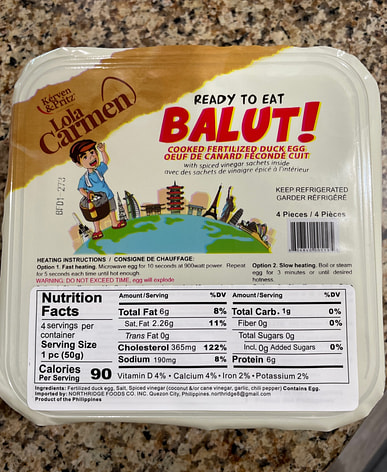 Kerven
& Fritz
Lola
Carmen
READY TO EAT
BALUT!
COOKED FERTILIZED DUCK EGG
OEUF DE CANARD FÉCONDÉ CUIT
with spiced vinegar sachets inside
avec des sachets de vinaigre épicé à l'intérieur
BFD1 273
KEEP REFRIGERATED
GARDER RÉFRIGÉRÉ
4 Pieces / 4 Pièces
HEATING INSTRUCTIONS / CONSIGNE DE CHAUFFAGE:
Option 1. Fast heating. Microwave egg for 10 seconds at 900watt power. Repeat
for 5 seconds each time until hot enough.
WARNING: DO NOT EXCEED TIME, egg will explode.
Option 2. Slow heating. Boil or steam
egg for 3 minutes or until desired
hotness.
Nutrition
Facts
4 servings per
container
Serving Size
1 pc (50g)
Calories
Per Serving 90
Amount/Serving %DV
Total Fat 6g 8%
Sat. Fat 2.26g 11%
Trans Fat 0g
Cholesterol 365mg 122%
Sodium 190mg 8%
Amount/Serving %DV
Total Carb. 1g 0%
Fiber 0g 0%
Total Sugars 0g
Incl. 0g Added Sugars 0%
Protein 6g
Vitamin D 4% • Calcium 4% • Iron 2% • Potassium 2%
Ingredients: Fertilized duck egg, Salt, Spiced vinegar (coconut &/or cane vinegar, garlic, chili pepper) Contains Egg.
Imported by: NORTHRIDGE FOODS CO. INC. Quezon City, Philippines. northridge8@gmail.com
Product of the Philippines